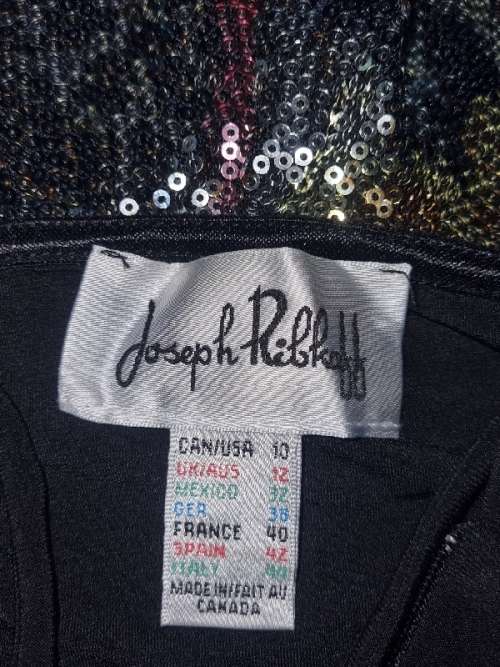 Joseph Ribkoff
CAN/USA 10
UK/AUS 12
MEXICO 32
GER 38
FRANCE 40
SPAIN 42
ITALY
MADE IN/FAIT AU
CANADA